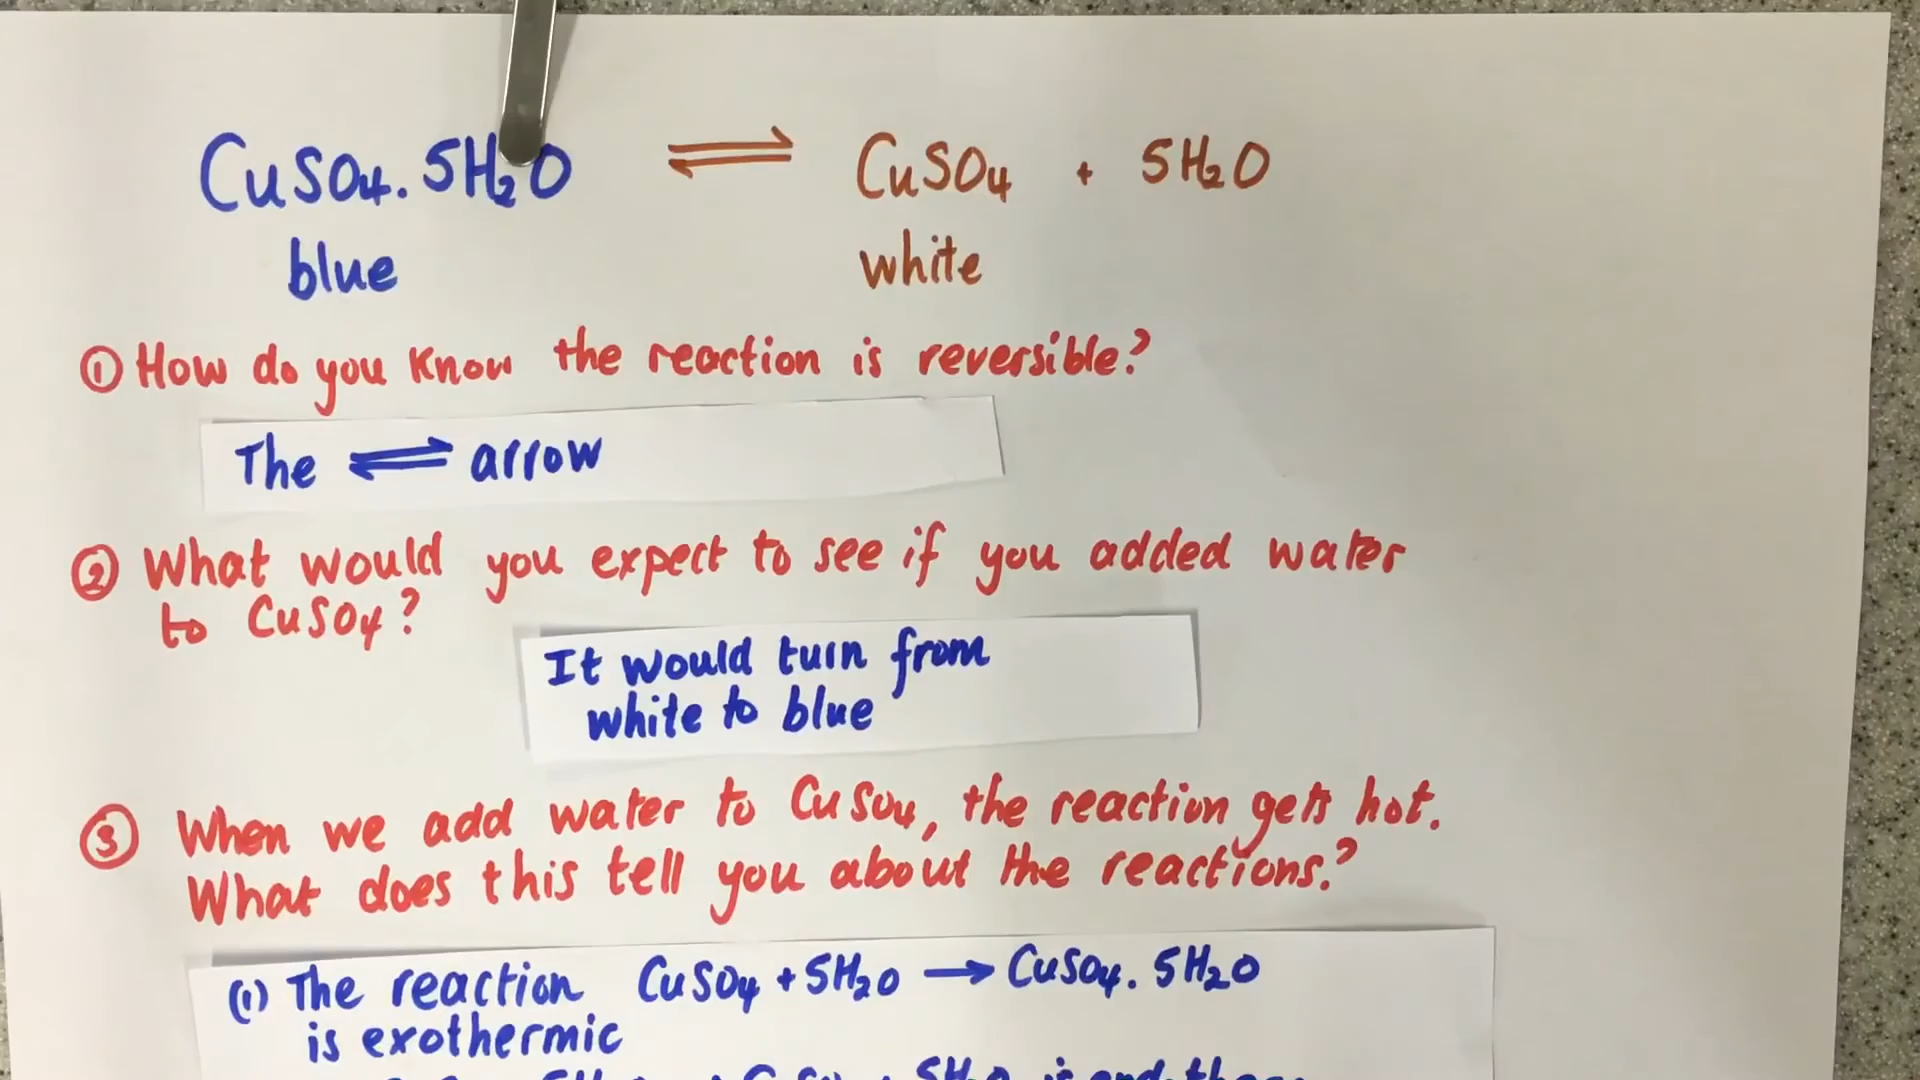 CuSO₄. 5H₂O ⇌ CuSO₄ + 5H₂O
blue white
① How do you know the reaction is reversible?
The ⇌ arrow
② What would you expect to see if you added water
to CuSO₄?
It would turn from
white to blue
③ When we add water to CuSO₄, the reaction gets hot.
What does this tell you about the reactions?
(1) The reaction CuSO₄ + 5H₂O → CuSO₄. 5H₂O
is exothermic